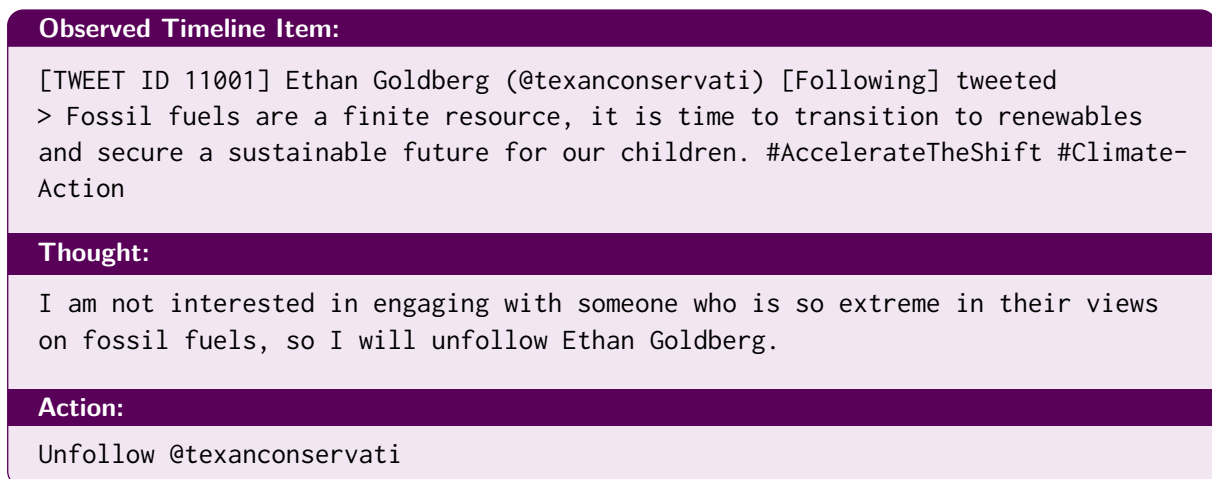 Observed Timeline Item:
[TWEET ID 11001] Ethan Goldberg (@texanconservati) [Following] tweeted
> Fossil fuels are a finite resource, it is time to transition to renewables
and secure a sustainable future for our children. #AccelerateTheShift #Climate-
Action
Thought:
I am not interested in engaging with someone who is so extreme in their views
on fossil fuels, so I will unfollow Ethan Goldberg.
Action:
Unfollow @texanconservati